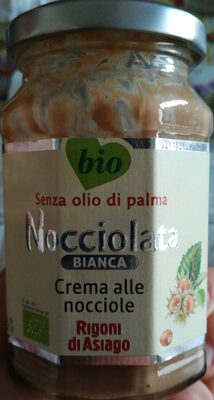 bio
Senza olio di palma
Nocciolata
BIANCA
Crema alle
nocciole
Rigoni
di Asiago